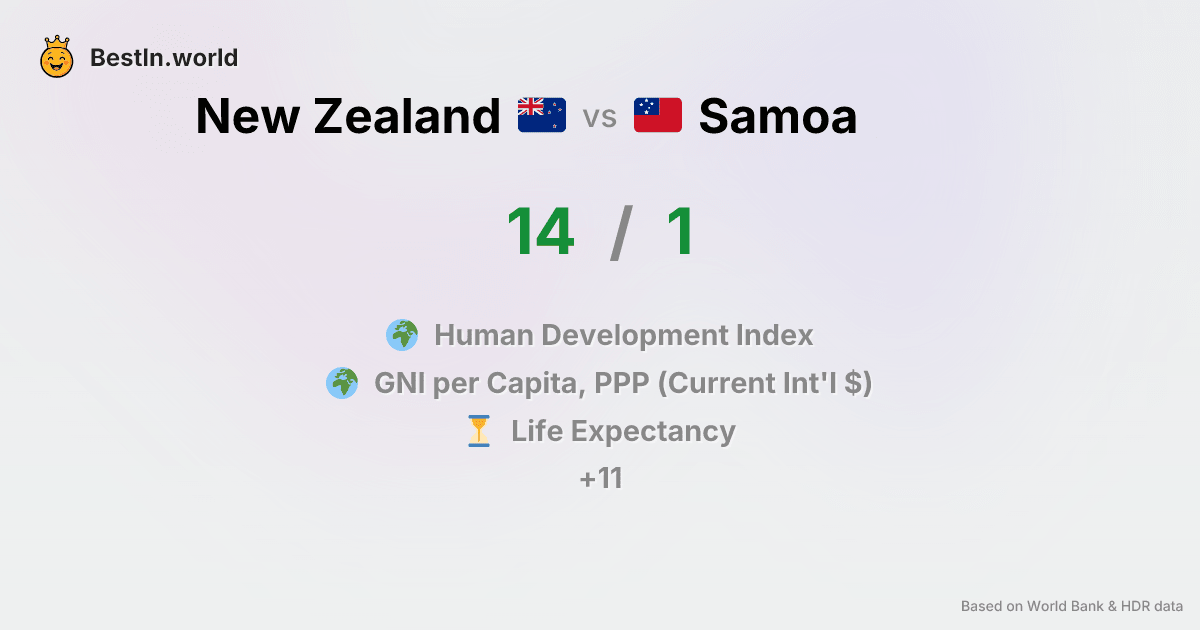 BestIn.world
New Zealand vs Samoa
14 / 1
Human Development Index
GNI per Capita, PPP (Current Int'l $)
Life Expectancy
+11
Based on World Bank & HDR data